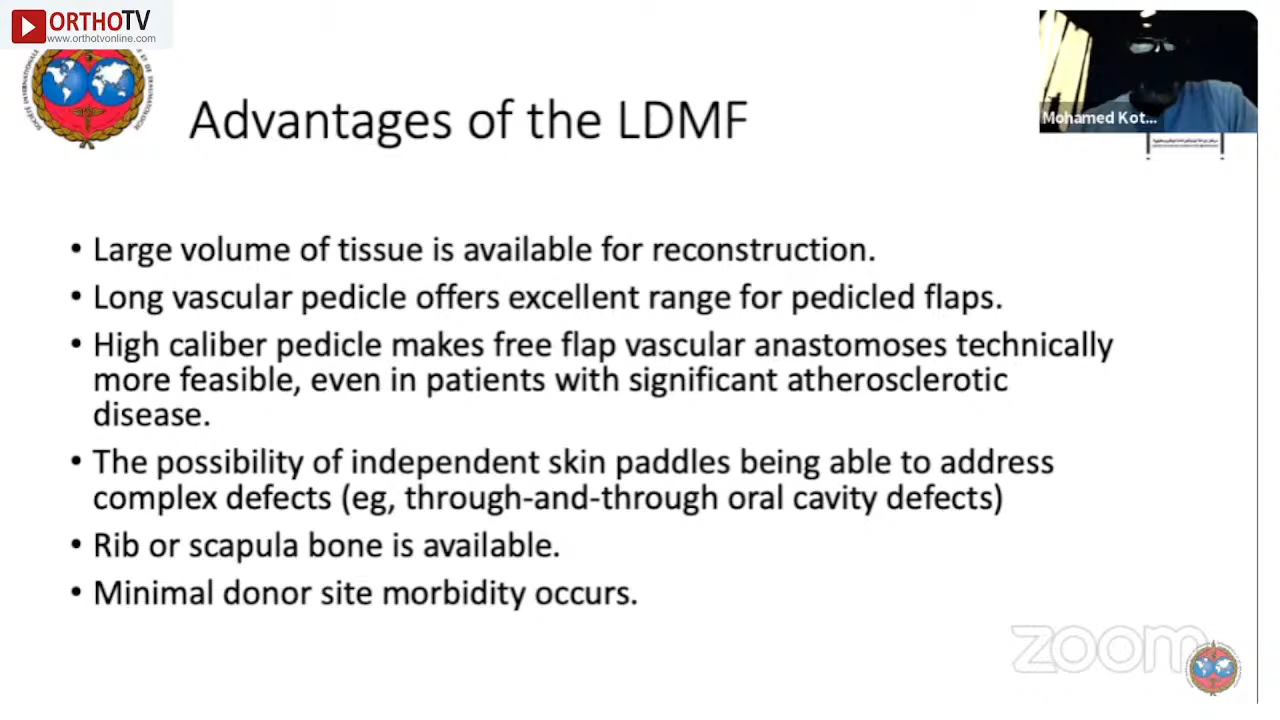 ORTHOTV
www.orthotvonline.com
Mohamed Kot...
Advantages of the LDMF
• Large volume of tissue is available for reconstruction.
• Long vascular pedicle offers excellent range for pedicled flaps.
• High caliber pedicle makes free flap vascular anastomoses technically
more feasible, even in patients with significant atherosclerotic
disease.
• The possibility of independent skin paddles being able to address
complex defects (eg, through-and-through oral cavity defects)
• Rib or scapula bone is available.
• Minimal donor site morbidity occurs.
zoom